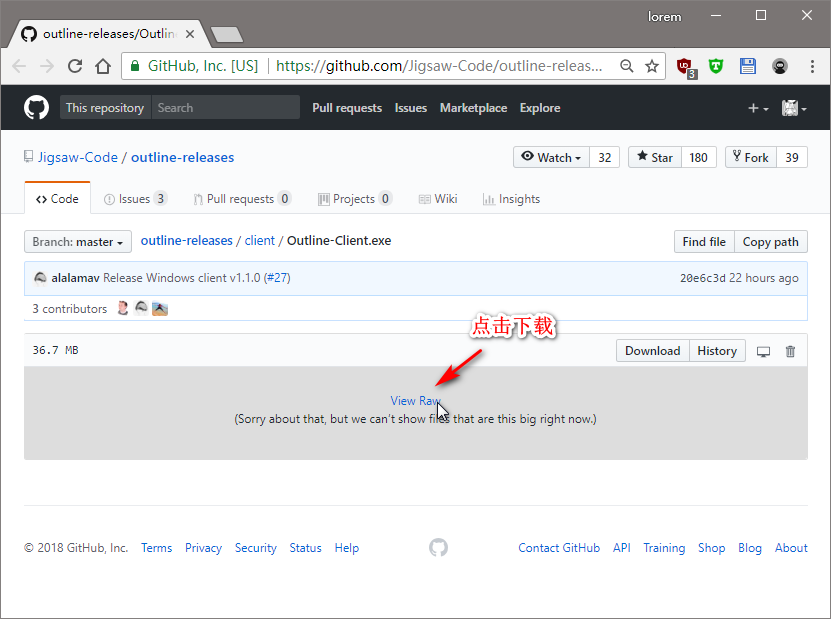 lorem
outline-releases/Outlin
GitHub, Inc. [US] https://github.com/Jigsaw-Code/outline-releas...
3
This repository Search Pull requests Issues Marketplace Explore
Jigsaw-Code / outline-releases
Watch 32 Star 180 Fork 39
Code Issues 3 Pull requests 0 Projects 0 Wiki Insights
Branch: master outline-releases / client / Outline-Client.exe Find file Copy path
alalamav Release Windows client v1.1.0 (#27) 20e6c3d 22 hours ago
3 contributors
点击下载
36.7 MB Download History
View Raw
(Sorry about that, but we can't show files that are this big right now.)
© 2018 GitHub, Inc. Terms Privacy Security Status Help Contact GitHub API Training Shop Blog About